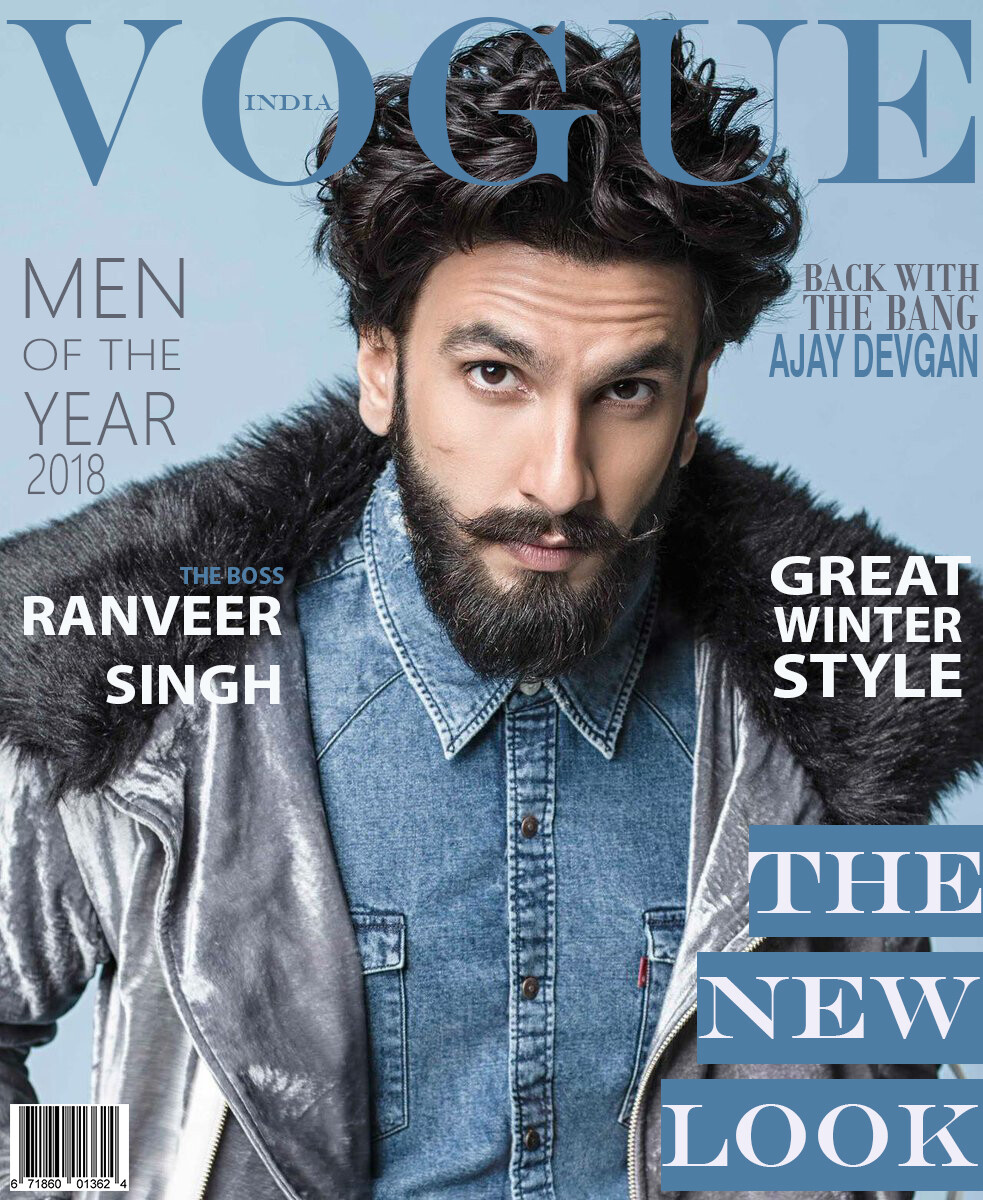 VOGUE
INDIA
MEN
OF THE
YEAR
2018
BACK WITH
THE BANG
AJAY DEVGAN
THE BOSS
RANVEER
SINGH
GREAT
WINTER
STYLE
THE
NEW
LOOK
6 71860 01362 4